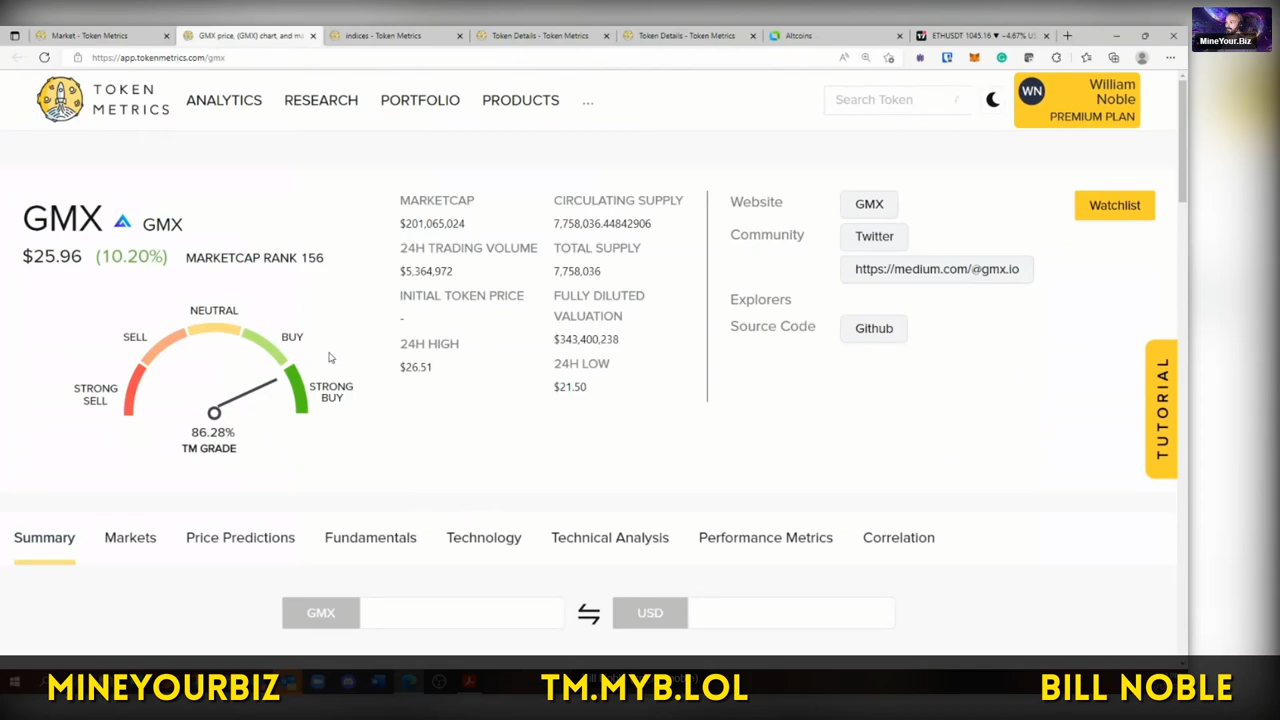 MineYour.Biz
Market - Token Metrics
GMX price, (GMX) chart, and ma
indices - Token Metrics
Token Details - Token Metrics
Token Details - Token Metrics
Altcoins
ETHUSDT 1045.16 ▼ −4.67% US
https://app.tokenmetrics.com/gmx
TOKEN METRICS
ANALYTICS
RESEARCH
PORTFOLIO
PRODUCTS
...
Search Token /
WN
William Noble
PREMIUM PLAN
GMX GMX
$25.96 (10.20%) MARKETCAP RANK 156
NEUTRAL
SELL
BUY
STRONG SELL
STRONG BUY
86.28%
TM GRADE
MARKETCAP
$201,065,024
24H TRADING VOLUME
$5,364,972
INITIAL TOKEN PRICE
-
24H HIGH
$26.51
CIRCULATING SUPPLY
7,758,036.44842906
TOTAL SUPPLY
7,758,036
FULLY DILUTED
VALUATION
$343,400,238
24H LOW
$21.50
Website GMX
Community Twitter
https://medium.com/@gmx.io
Explorers
Source Code Github
Watchlist
TUTORIAL
Summary Markets Price Predictions Fundamentals Technology Technical Analysis Performance Metrics Correlation
GMX
USD
MINEYOURBIZ
TM.MYB.LOL
BILL NOBLE